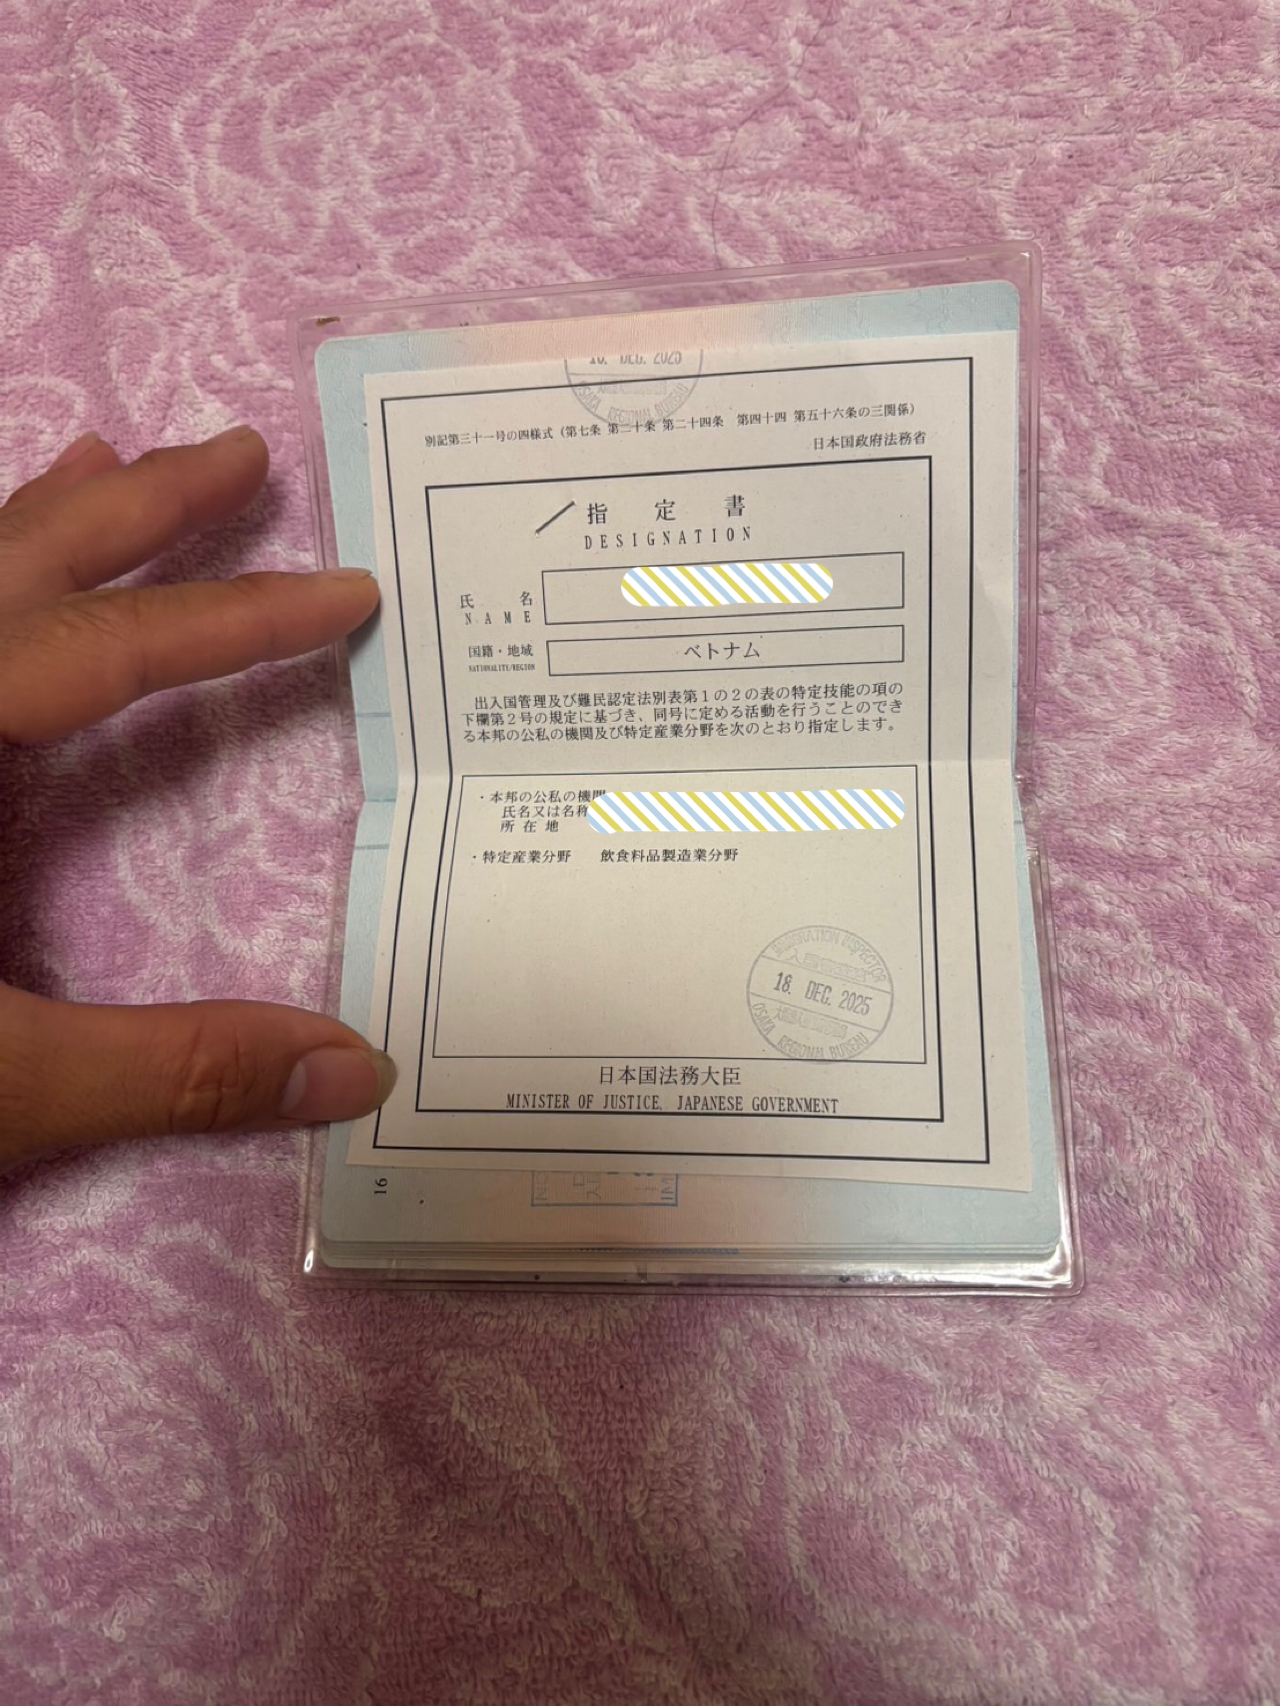 18. DEC. 2025
OSAKA REGIONAL BUREAU
別記第三十一号の四様式（第七条 第二十条 第二十四条 第四十四 第五十六条の三関係）
日本国政府法務省
指定書
DESIGNATION
氏名
NAME
国籍・地域
NATIONALITY/REGION
ベトナム
出入国管理及び難民認定法別表第１の２の表の特定技能の項の
下欄第２号の規定に基づき、同号に定める活動を行うことのでき
る本邦の公私の機関及び特定産業分野を次のとおり指定します。
・本邦の公私の機関
氏名又は名称
所在地
・特定産業分野　飲食料品製造業分野
IMMIGRATION INSPECTOR
18. DEC. 2025
OSAKA REGIONAL BUREAU
日本国法務大臣
MINISTER OF JUSTICE, JAPANESE GOVERNMENT
16